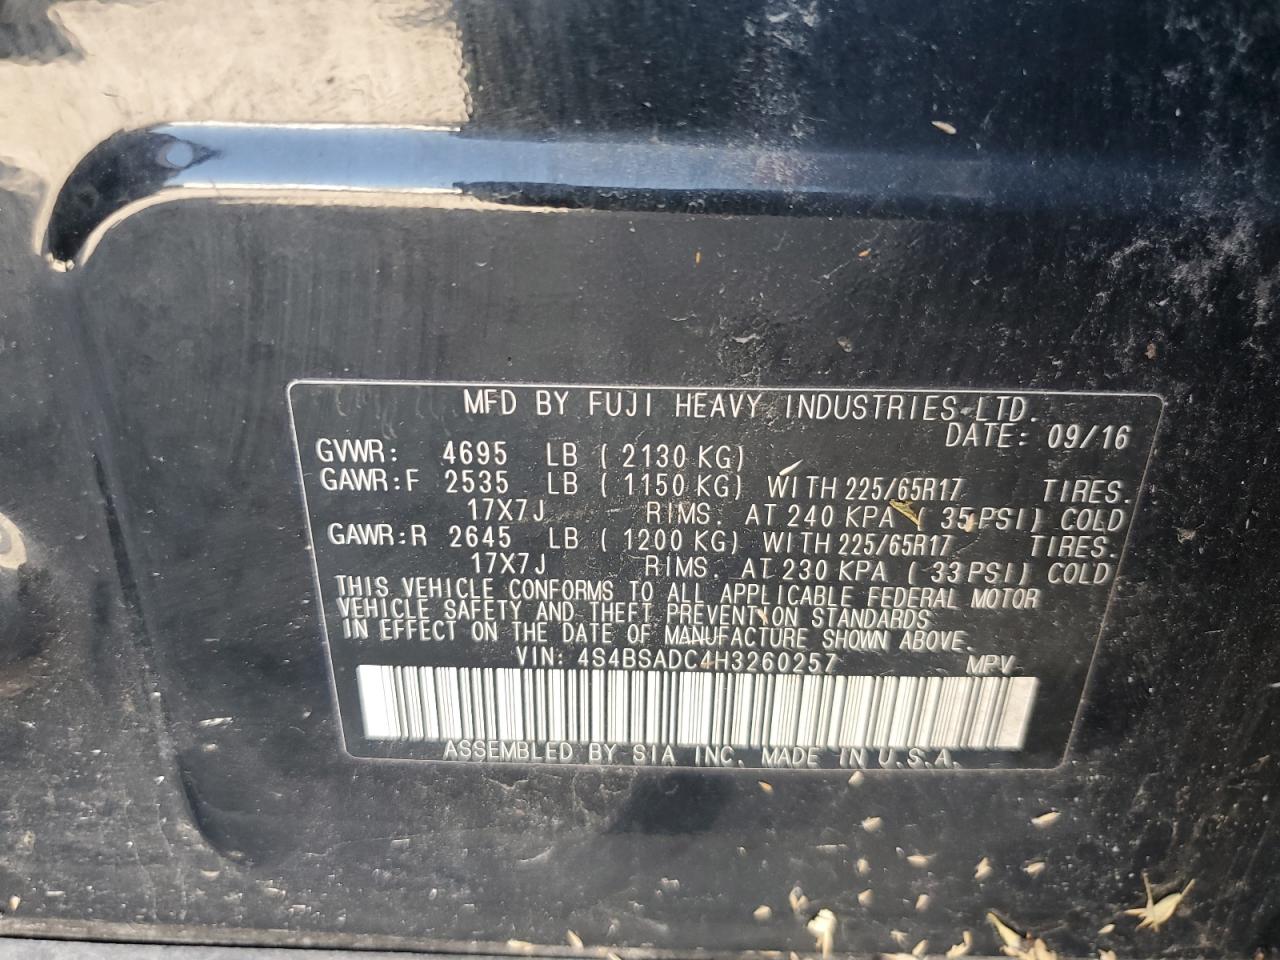 MFD BY FUJI HEAVY INDUSTRIES LTD.
DATE: 09/16
GVWR: 4695 LB ( 2130 KG)
GAWR:F 2535 LB ( 1150 KG) WITH 225/65R17 TIRES.
17X7J RIMS. AT 240 KPA ( 35PSI) COLD
GAWR:R 2645 LB ( 1200 KG) WITH 225/65R17 TIRES.
17X7J RIMS. AT 230 KPA ( 33PSI) COLD
THIS VEHICLE CONFORMS TO ALL APPLICABLE FEDERAL MOTOR
VEHICLE SAFETY AND THEFT PREVENTION STANDARDS
IN EFFECT ON THE DATE OF MANUFACTURE SHOWN ABOVE.
VIN: 4S4BSADC4H3260257 MPV
ASSEMBLED BY SIA INC. MADE IN U.S.A.